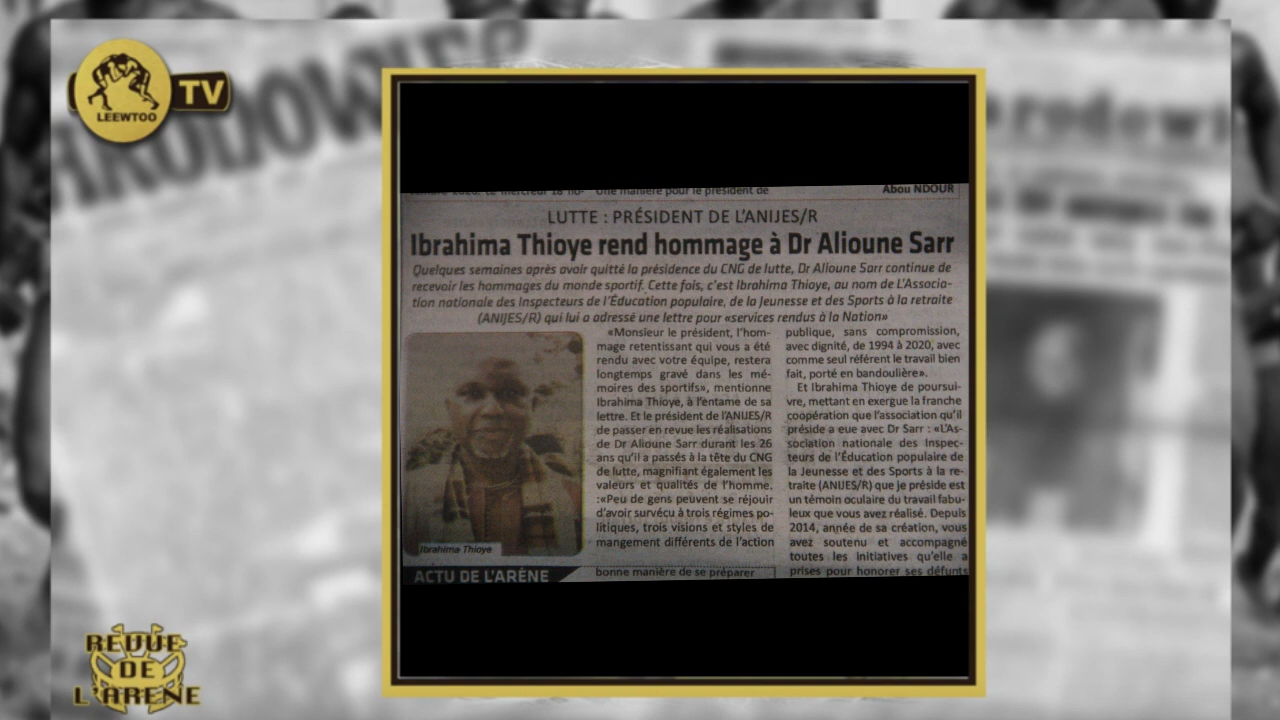 LEEWTOO
TV
Abou NDOUR
LUTTE : PRÉSIDENT DE L'ANIJES/R
Ibrahima Thioye rend hommage à Dr Alioune Sarr
Quelques semaines après avoir quitté la présidence du CNG de lutte, Dr Alioune Sarr continue de
recevoir les hommages du monde sportif. Cette fois, c'est Ibrahima Thioye, au nom de L'Associa-
tion nationale des Inspecteurs de l'Éducation populaire, de la Jeunesse et des Sports à la retraite
(ANIJES/R) qui lui a adressé une lettre pour «services rendus à la Nation»
«Monsieur le président, l'hom-
mage retentissant qui vous a été
rendu avec votre équipe, restera
longtemps gravé dans les mé-
moires des sportifs», mentionne
Ibrahima Thioye, à l'entame de sa
lettre. Et le président de l'ANIJES/R
de passer en revue les réalisations
de Dr Alioune Sarr durant les 26
ans qu'il a passés à la tête du CNG
de lutte, magnifiant également les
valeurs et qualités de l'homme.
:«Peu de gens peuvent se réjouir
d'avoir survécu à trois régimes po-
litiques, trois visions et styles de
mangement différents de l'action
publique, sans compromission,
avec dignité, de 1994 à 2020, avec
comme seul référent le travail bien
fait, porté en bandoulière».
Et Ibrahima Thioye de poursui-
vre, mettant en exergue la franche
coopération que l'association qu'il
préside a eue avec Dr Sarr : «L'As-
sociation nationale des Inspec-
teurs de l'Éducation populaire de
la Jeunesse et des Sports à la re-
traite (ANIJES/R) que je préside est
un témoin oculaire du travail fabu-
leux que vous avez réalisé. Depuis
2014, année de sa création, vous
avez soutenu et accompagné
toutes les initiatives qu'elle a
prises pour honorer ses défunts
Ibrahima Thioye
ACTU DE L'ARÈNE
bonne manière de se préparer
REVUE
DE
L'ARENE